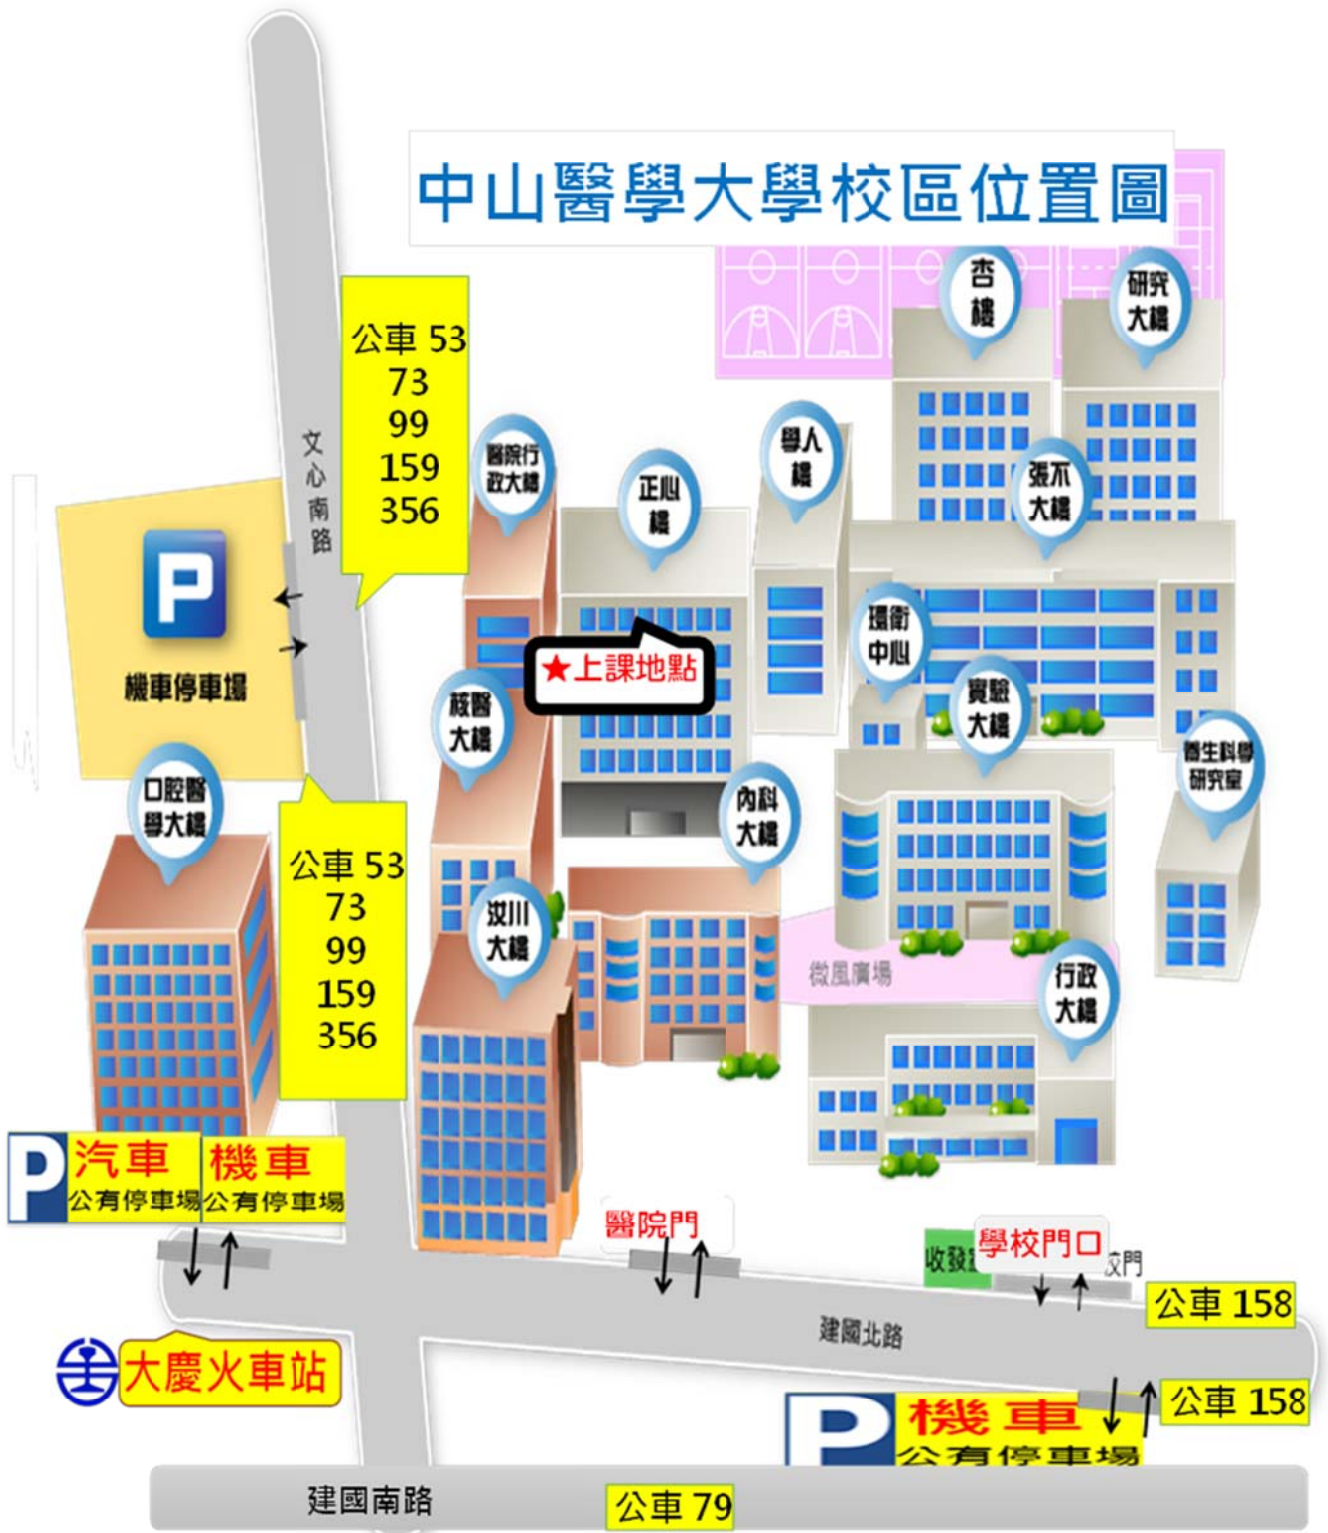 中山醫學大學校區位置圖
杏
樓
研究
大樓
公車 53
73
99
159
356
文心南路
醫院行
政大樓
正心
樓
學人
樓
張不
大樓
P
機車停車場
★上課地點
環衛
中心
核醫
大樓
實驗
大樓
養生科學
研究室
口腔醫
學大樓
內科
大樓
公車 53
73
99
159
356
汝川
大樓
微風廣場
行政
大樓
P
汽車
公有停車場
機車
公有停車場
醫院門
收發
學校門口
校門
公車 158
建國北路
大慶火車站
公車 158
P
機車
公有停車場
建國南路
公車 79